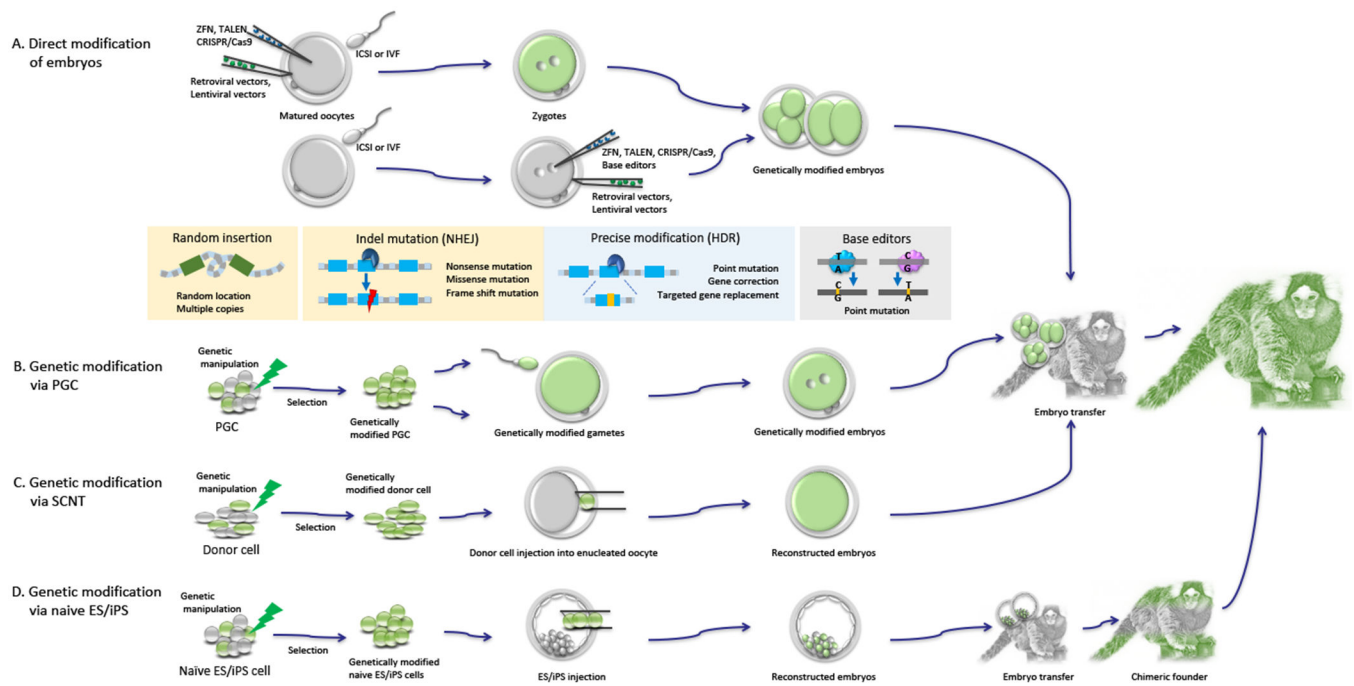 A. Direct modification
of embryos
ZFN, TALEN,
CRISPR/Cas9
ICSI or IVF
Retroviral vectors,
Lentiviral vectors
Matured oocytes
Zygotes
ICSI or IVF
ZFN, TALEN, CRISPR/Cas9,
Base editors
Retroviral vectors,
Lentiviral vectors
Genetically modified embryos
Random insertion
Random location
Multiple copies
Indel mutation (NHEJ)
Nonsense mutation
Missense mutation
Frame shift mutation
Precise modification (HDR)
Point mutation
Gene correction
Targeted gene replacement
Base editors
T
A
C
G
C
G
T
A
Point mutation
B. Genetic modification
via PGC
Genetic
manipulation
PGC
Selection
Genetically
modified PGC
Genetically modified gametes
Genetically modified embryos
Embryo transfer
C. Genetic modification
via SCNT
Genetic
manipulation
Donor cell
Selection
Genetically
modified donor cell
Donor cell injection into enucleated oocyte
Reconstructed embryos
D. Genetic modification
via naive ES/iPS
Genetic
manipulation
Naïve ES/iPS cell
Selection
Genetically modified
naive ES/iPS cells
ES/iPS injection
Reconstructed embryos
Embryo transfer
Chimeric founder